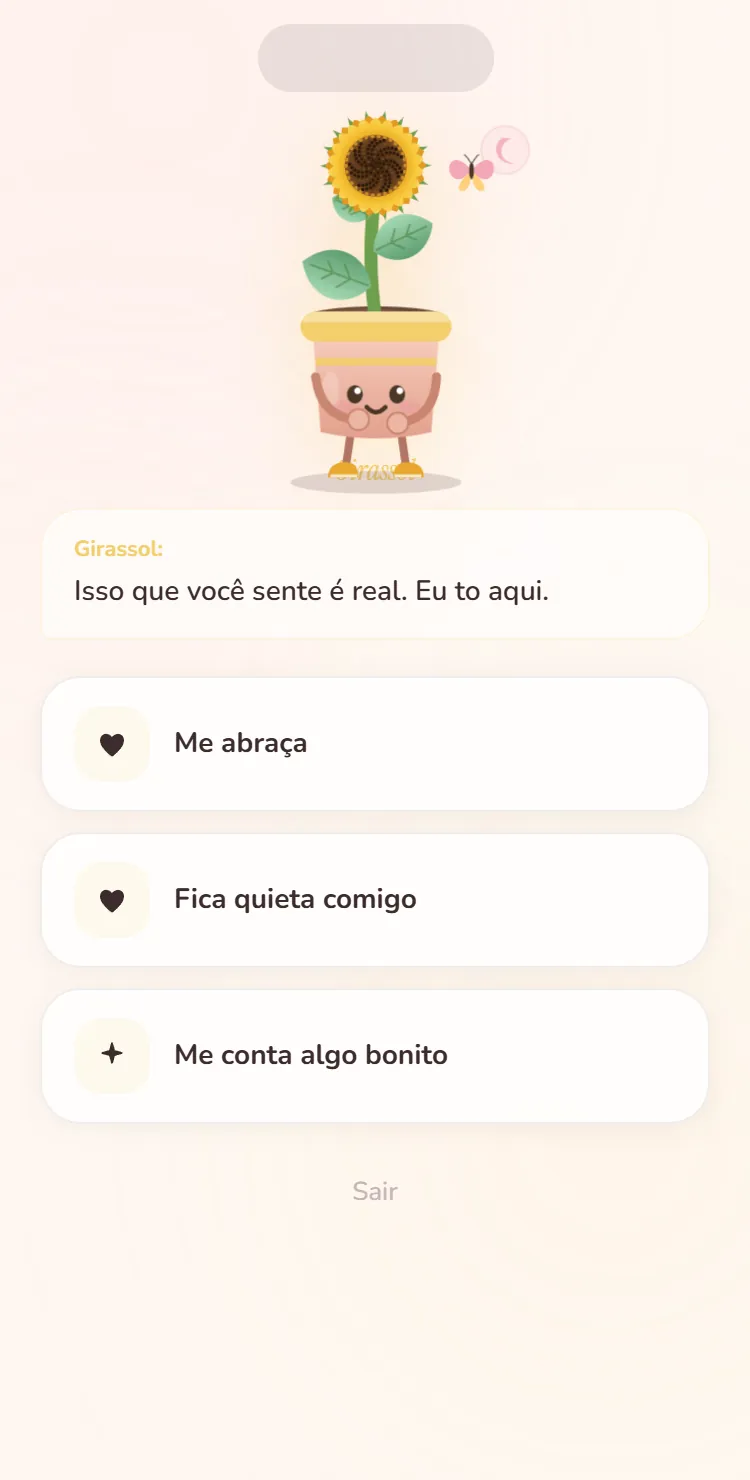 Girassol:
Isso que você sente é real. Eu to aqui.
Me abraça
Fica quieta comigo
Me conta algo bonito
Sair